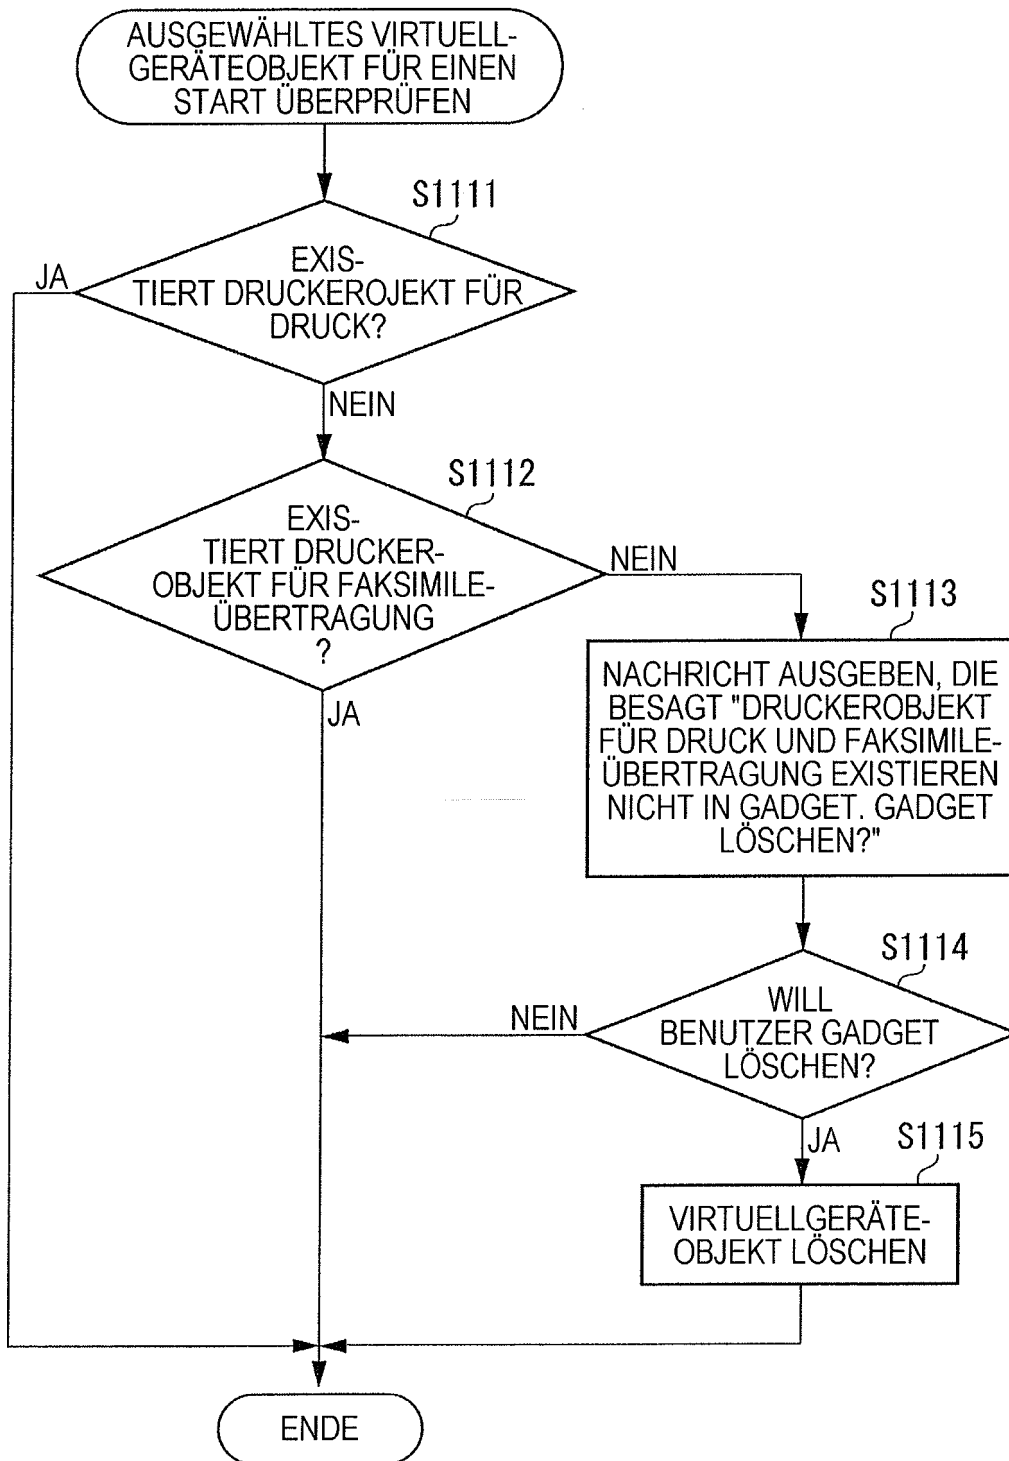 AUSGEWÄHLTES VIRTUELL-
GERÄTEOBJEKT FÜR EINEN
START ÜBERPRÜFEN
S1111
EXIS-
TIERT DRUCKEROJEKT FÜR
DRUCK?
JA
NEIN
S1112
EXIS-
TIERT DRUCKER-
OBJEKT FÜR FAKSIMILE-
ÜBERTRAGUNG
?
NEIN
JA
S1113
NACHRICHT AUSGEBEN, DIE
BESAGT "DRUCKEROBJEKT
FÜR DRUCK UND FAKSIMILE-
ÜBERTRAGUNG EXISTIEREN
NICHT IN GADGET. GADGET
LÖSCHEN?"
S1114
WILL
BENUTZER GADGET
LÖSCHEN?
NEIN
JA
S1115
VIRTUELLGERÄTE-
OBJEKT LÖSCHEN
ENDE